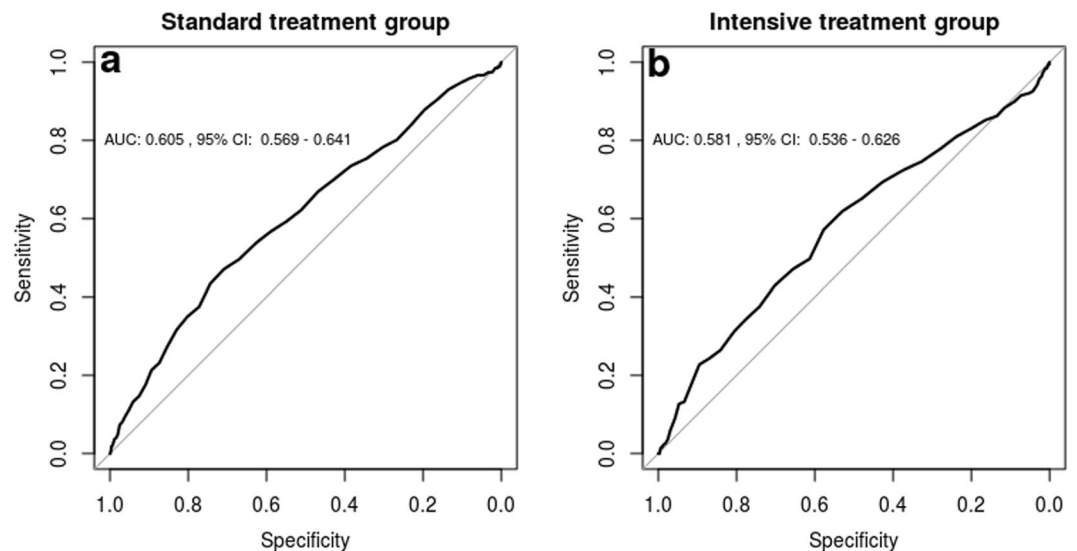 Standard treatment group
a
AUC: 0.605 , 95% CI:  0.569 - 0.641
Sensitivity
1.0
0.8
0.6
0.4
0.2
0.0
1.0 0.8 0.6 0.4 0.2 0.0
Specificity
Intensive treatment group
b
AUC: 0.581 , 95% CI:  0.536 - 0.626
Sensitivity
1.0
0.8
0.6
0.4
0.2
0.0
1.0 0.8 0.6 0.4 0.2 0.0
Specificity